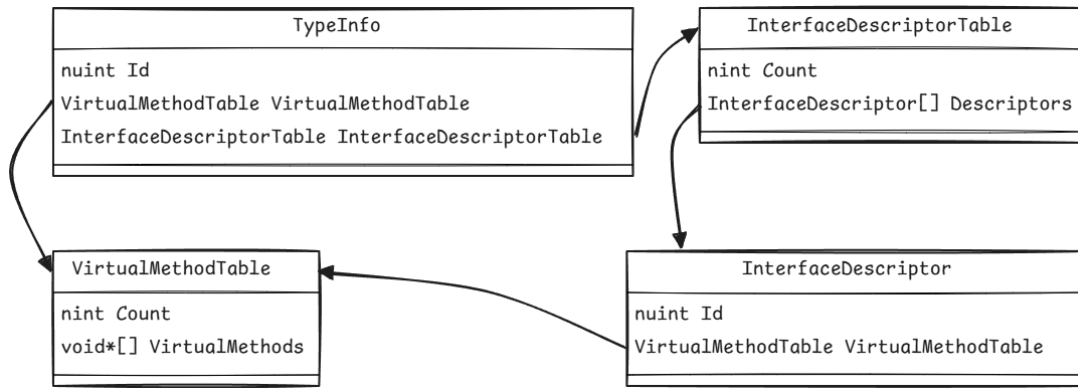 TypeInfo
nuint Id
VirtualMethodTable VirtualMethodTable
InterfaceDescriptorTable InterfaceDescriptorTable
InterfaceDescriptorTable
nint Count
InterfaceDescriptor[] Descriptors
VirtualMethodTable
nint Count
void*[] VirtualMethods
InterfaceDescriptor
nuint Id
VirtualMethodTable VirtualMethodTable